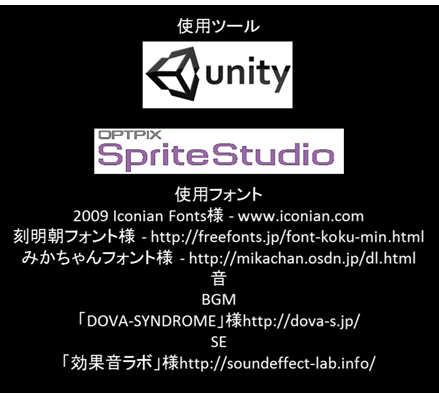 使用ツール
unity
OPTPIX
SpriteStudio
使用フォント
2009 Iconian Fonts様 - www.iconian.com
刻明朝フォント様 - http://freefonts.jp/font-koku-min.html
みかちゃんフォント様 - http://mikachan.osdn.jp/dl.html
音
BGM
「DOVA-SYNDROME」様http://dova-s.jp/
SE
「効果音ラボ」様http://soundeffect-lab.info/